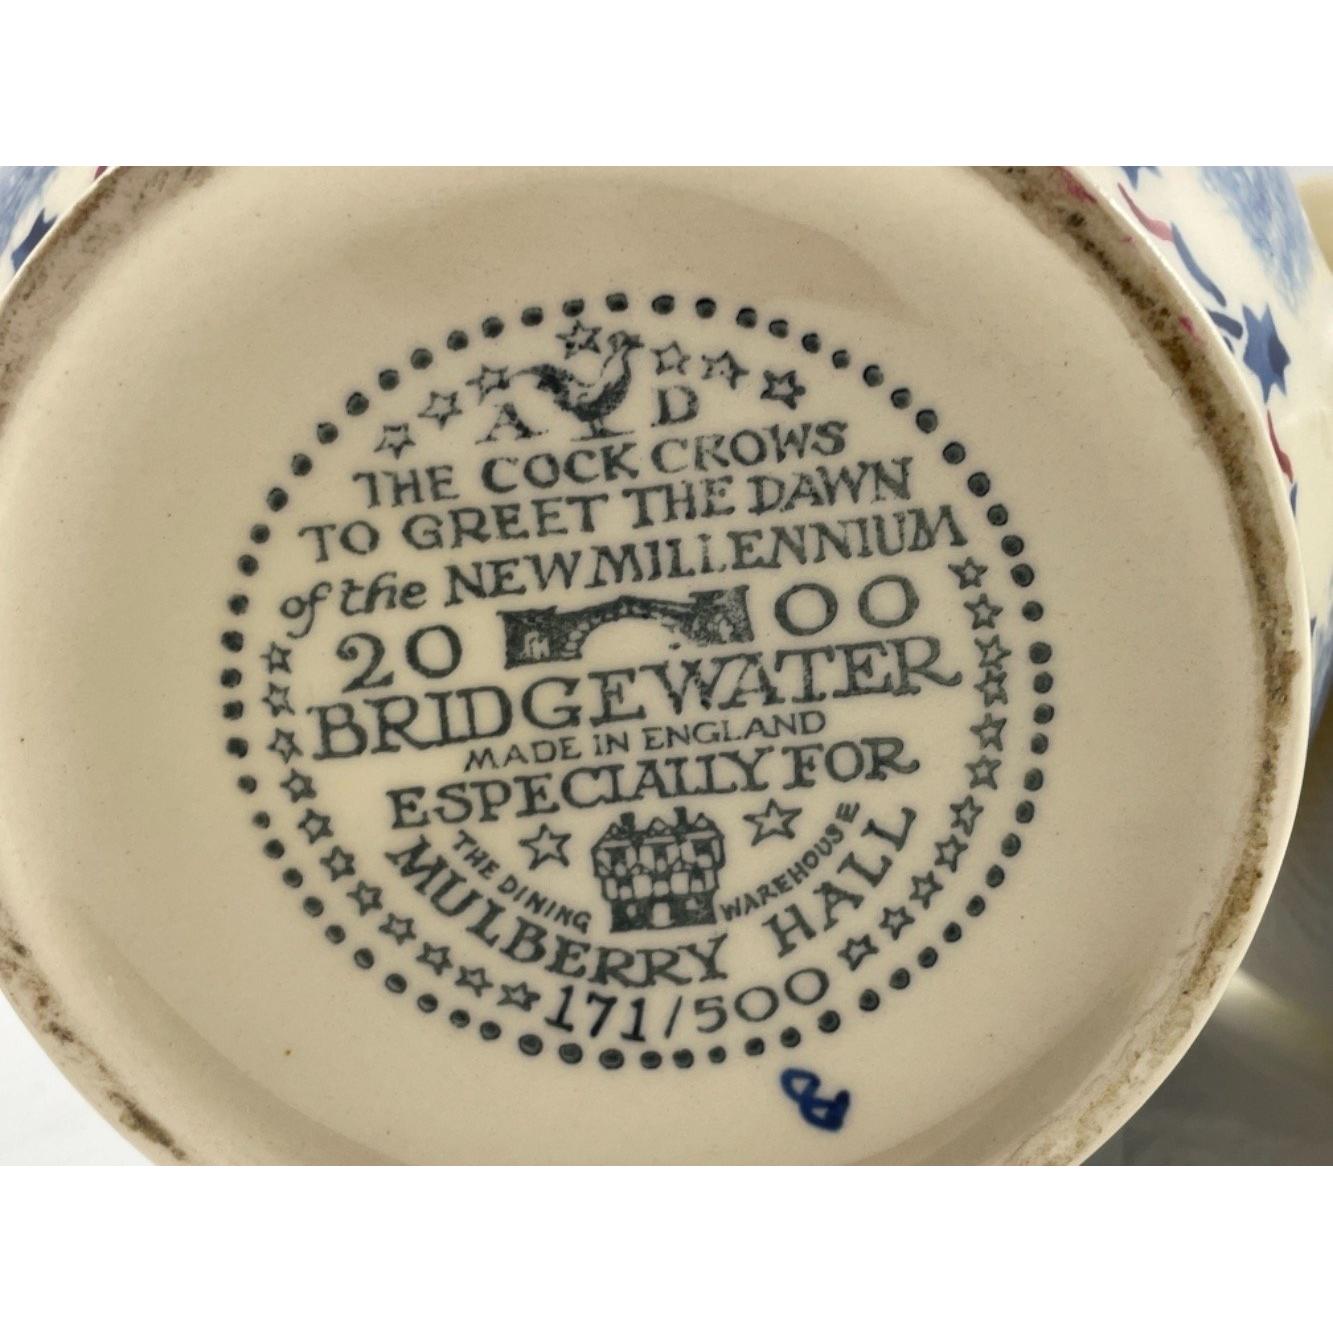 A D
THE COCK CROWS
TO GREET THE DAWN
of the NEW MILLENNIUM
20 00
BRIDGEWATER
MADE IN ENGLAND
ESPECIALLY FOR
THE DINING WAREHOUSE
MULBERRY HALL
171/500